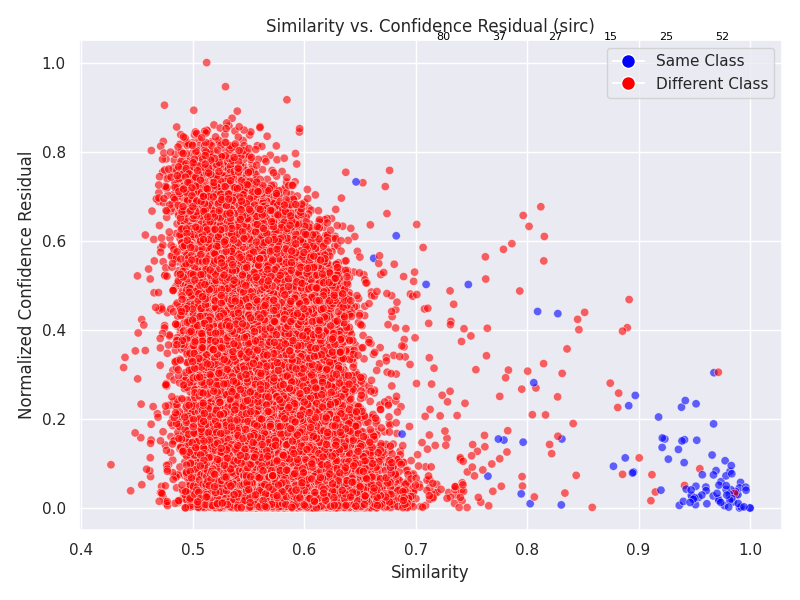 Similarity vs. Confidence Residual (sirc)
80 37 27 15 25 52
Same Class
Different Class
Normalized Confidence Residual
1.0
0.8
0.6
0.4
0.2
0.0
0.4 0.5 0.6 0.7 0.8 0.9 1.0
Similarity